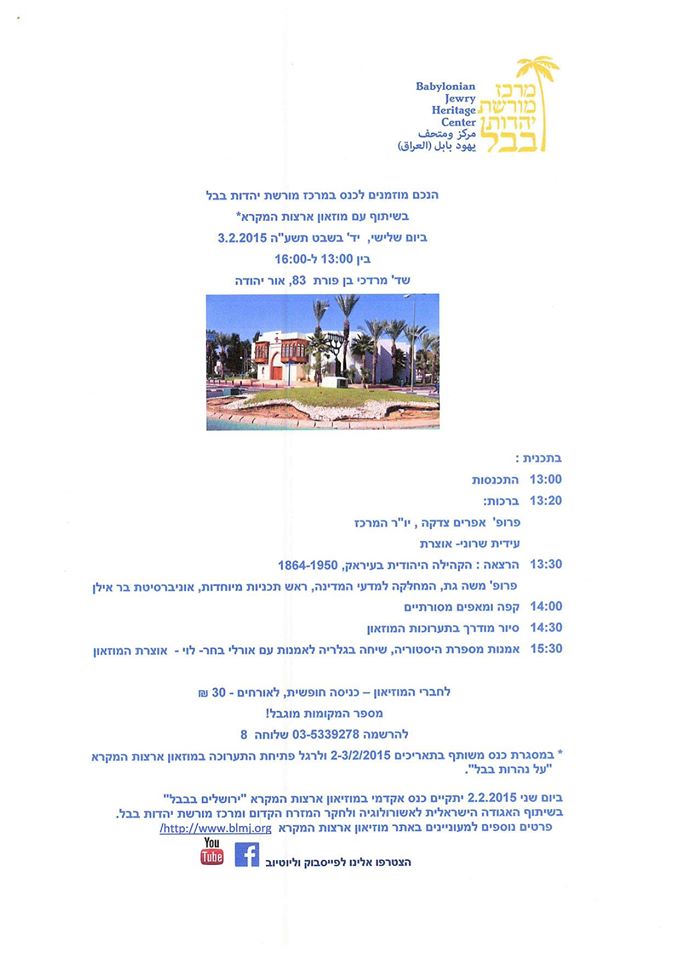 Babylonian
Jewry
Heritage
Center
مركز ومتحف
يهود بابل (العراق)
מרכז
מורשת
יהדות
בבל
הנכם מוזמנים לכנס במרכז מורשת יהדות בבל
בשיתוף עם מוזאון ארצות המקרא*
ביום שלישי, יד' בשבט תשע"ה 3.2.2015
בין 13:00 ל-16:00
שד' מרדכי בן פורת 83, אור יהודה
בתכנית :
13:00 התכנסות
13:20 ברכות:
פרופ' אפרים צדקה , יו"ר המרכז
עידית שרוני- אוצרת
13:30 הרצאה : הקהילה היהודית בעיראק, 1864-1950
פרופ' משה גת, המחלקה למדעי המדינה, ראש תכניות מיוחדות, אוניברסיטת בר אילן
14:00 קפה ומאפים מסורתיים
14:30 סיור מודרך בתערוכות המוזאון
15:30 אמנות מספרת היסטוריה, שיחה בגלריה לאמנות עם אורלי בחר- לוי - אוצרת המוזאון
לחברי המוזיאון – כניסה חופשית, לאורחים - 30 ₪
מספר המקומות מוגבל!
להרשמה 03-5339278 שלוחה 8
* במסגרת כנס משותף בתאריכים 2-3/2/2015 ולרגל פתיחת התערוכה במוזאון ארצות המקרא
"על נהרות בבל".
ביום שני 2.2.2015 יתקיים כנס אקדמי במוזיאון ארצות המקרא "ירושלים בבבל"
בשיתוף האגודה הישראלית לאשורולוגיה ולחקר המזרח הקדום ומרכז מורשת יהדות בבל.
פרטים נוספים למעוניינים באתר מוזיאון ארצות המקרא http://www.blmj.org/
הצטרפו אלינו לפייסבוק וליוטיוב
You
Tube
f